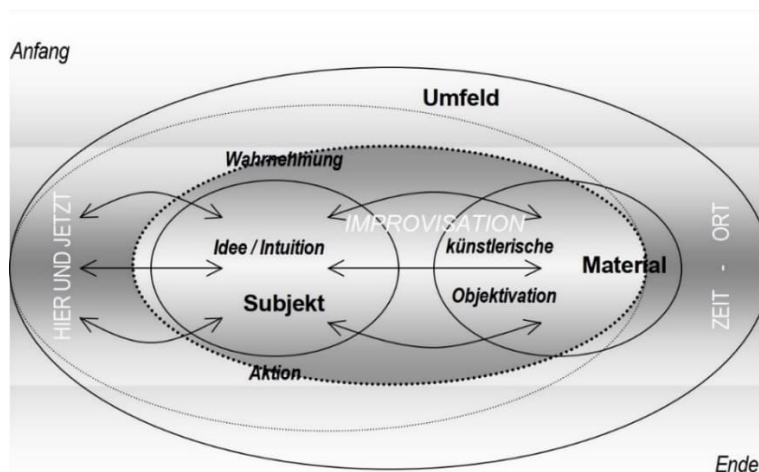 Anfang
Umfeld
Wahrnehmung
HIER UND JETZT
IMPROVISATION
ZEIT - ORT
Idee / Intuition
künstlerische
Material
Subjekt
Objektivation
Aktion
Ende